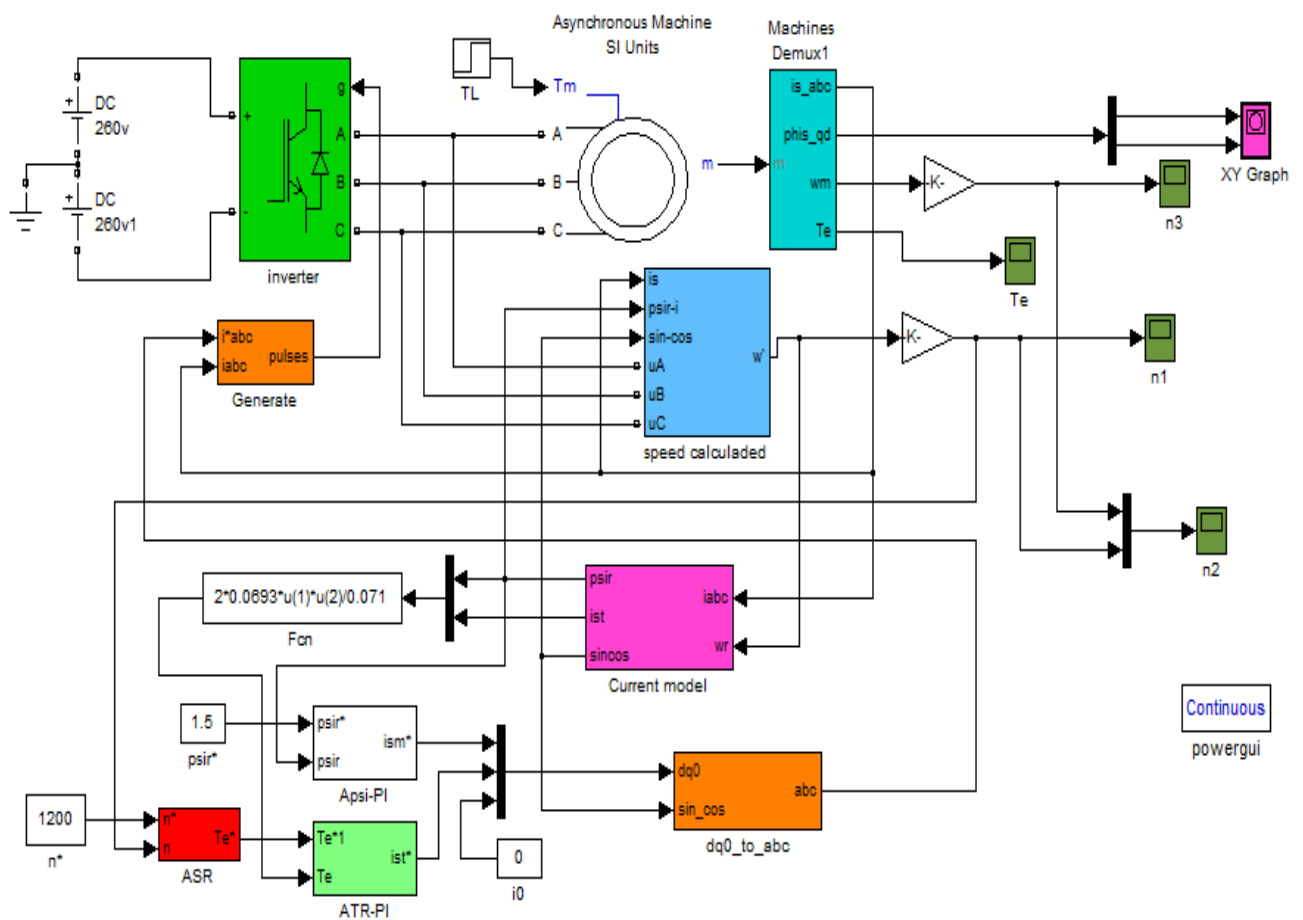 Asynchronous Machine
SI Units
Machines
Demux1
DC
260v
DC
260v1
+
-
g
A
B
C
inverter
TL
Tm
A
B
C
m
m
is_abc
phis_qd
wm
Te
-K-
XY Graph
n3
Te
i*abc
iabc
pulses
Generate
is
psir-i
sin-cos
uA
uB
uC
w'
speed calculaded
-K-
n1
n2
2*0.0693*u(1)*u(2)/0.071
Fcn
psir
ist
sincos
iabc
wr
Current model
Continuous
powergui
1.5
psir*
psir*
psir
ism*
Apsi-PI
1200
n*
n*
n
Te*
ASR
Te*1
Te
ist*
ATR-PI
0
i0
dq0
sin_cos
abc
dq0_to_abc